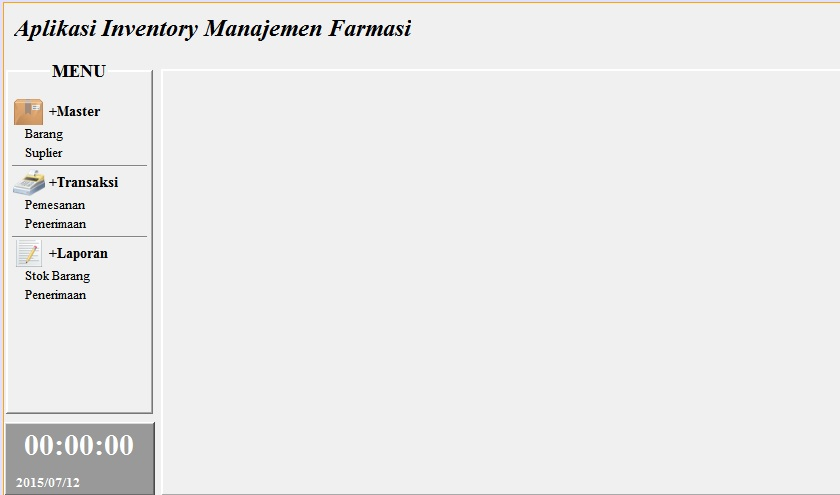 Aplikasi Inventory Manajemen Farmasi
MENU
+Master
Barang
Suplier
+Transaksi
Pemesanan
Penerimaan
+Laporan
Stok Barang
Penerimaan
00:00:00
2015/07/12